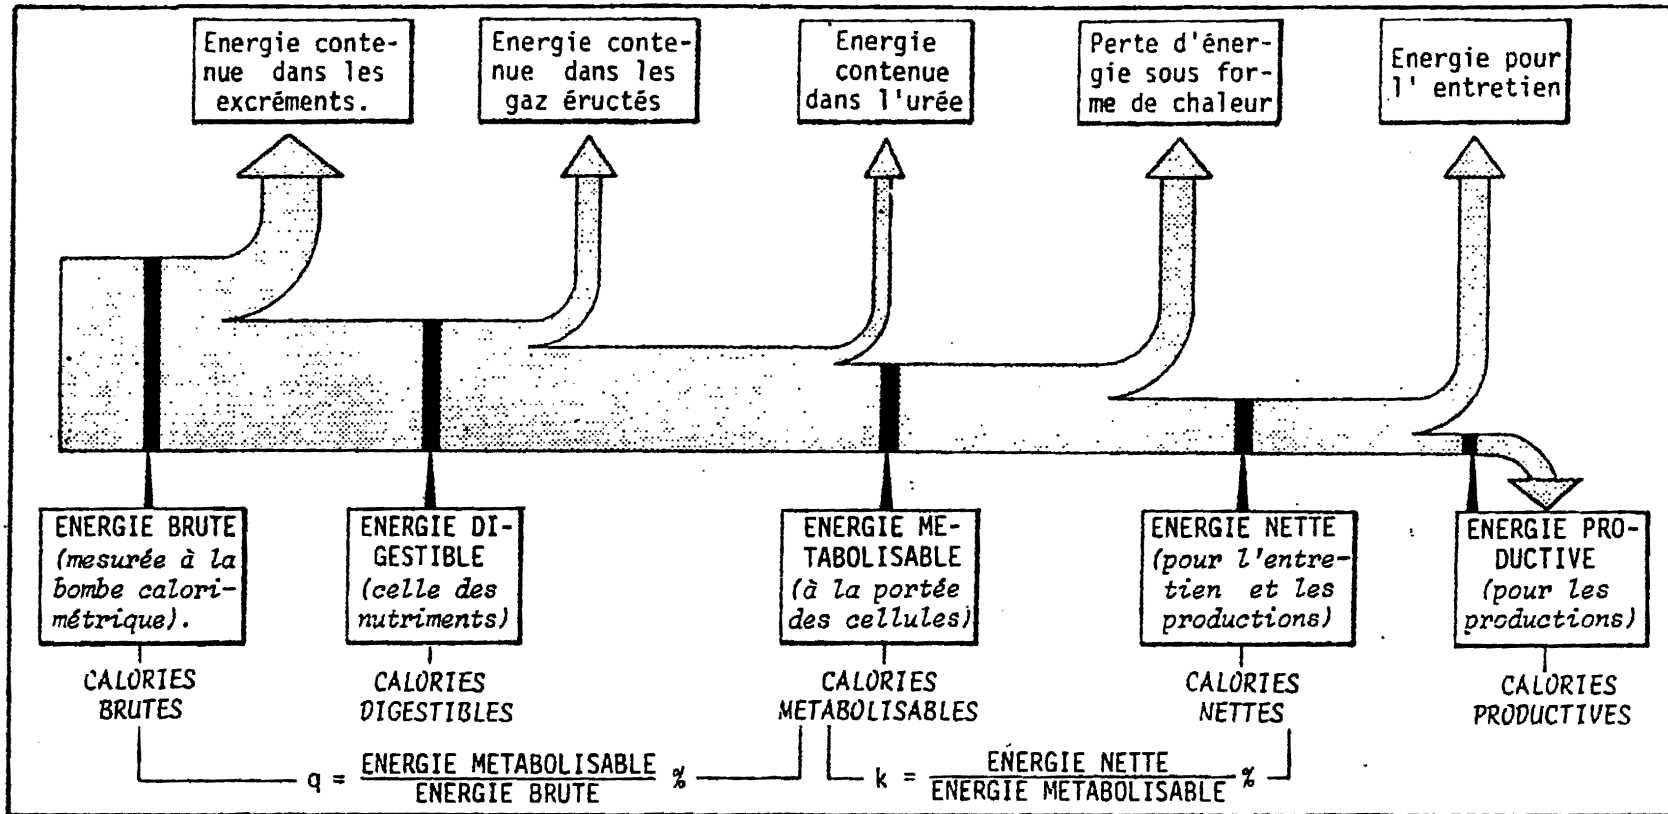 Energie conte-
nue dans les
excréments.
Energie conte-
nue dans les
gaz éructés
Energie
contenue
dans l'urée
Perte d'éner-
gie sous for-
me de chaleur
Energie pour
l' entretien
ENERGIE BRUTE
(mesurée à la
bombe calori-
métrique).
ENERGIE DI-
GESTIBLE
(celle des
nutriments)
ENERGIE ME-
TABOLISABLE
(à la portée
des cellules)
ENERGIE NETTE
(pour l'entre-
tien et les
productions)
ENERGIE PRO-
DUCTIVE
(pour les
productions)
CALORIES
BRUTES
CALORIES
DIGESTIBLES
CALORIES
METABOLISABLES
CALORIES
NETTES
CALORIES
PRODUCTIVES
q = ENERGIE METABOLISABLE %
ENERGIE BRUTE
k = ENERGIE NETTE %
ENERGIE METABOLISABLE